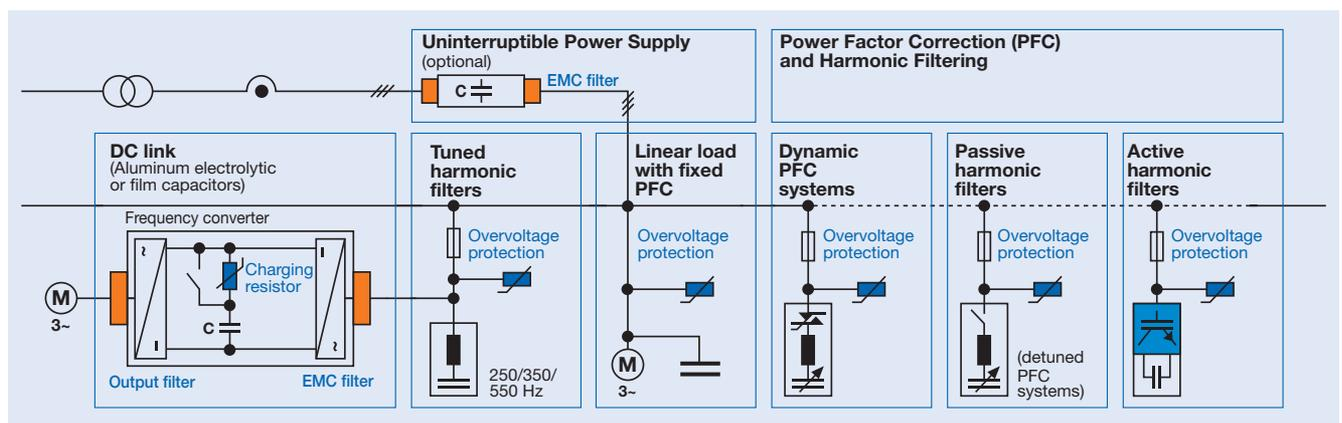 Uninterruptible Power Supply
(optional)
C
EMC filter
Power Factor Correction (PFC)
and Harmonic Filtering
DC link
(Aluminum electrolytic
or film capacitors)
Frequency converter
~
Charging
resistor
C
~
M
3~
Output filter
EMC filter
Tuned
harmonic
filters
Overvoltage
protection
250/350/
550 Hz
Linear load
with fixed
PFC
Overvoltage
protection
M
3~
Dynamic
PFC
systems
Overvoltage
protection
Passive
harmonic
filters
Overvoltage
protection
(detuned
PFC
systems)
Active
harmonic
filters
Overvoltage
protection